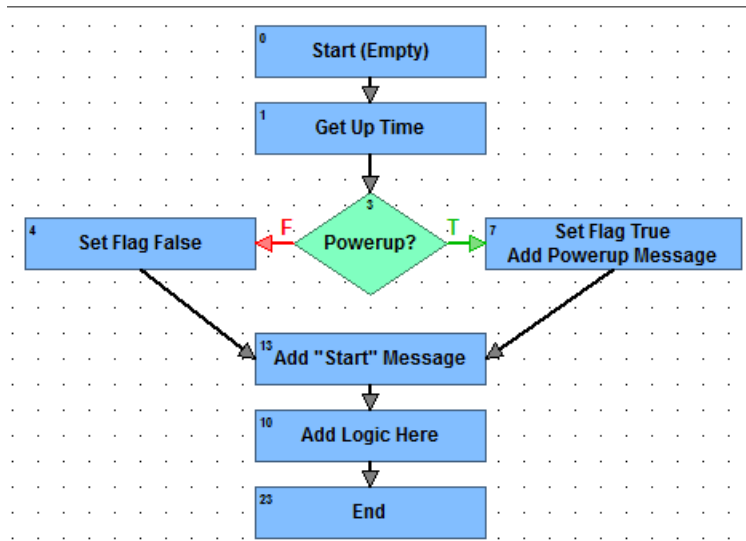 0
Start (Empty)
1
Get Up Time
3
F
Powerup?
T
4
Set Flag False
7
Set Flag True
Add Powerup Message
13
Add "Start" Message
10
Add Logic Here
23
End